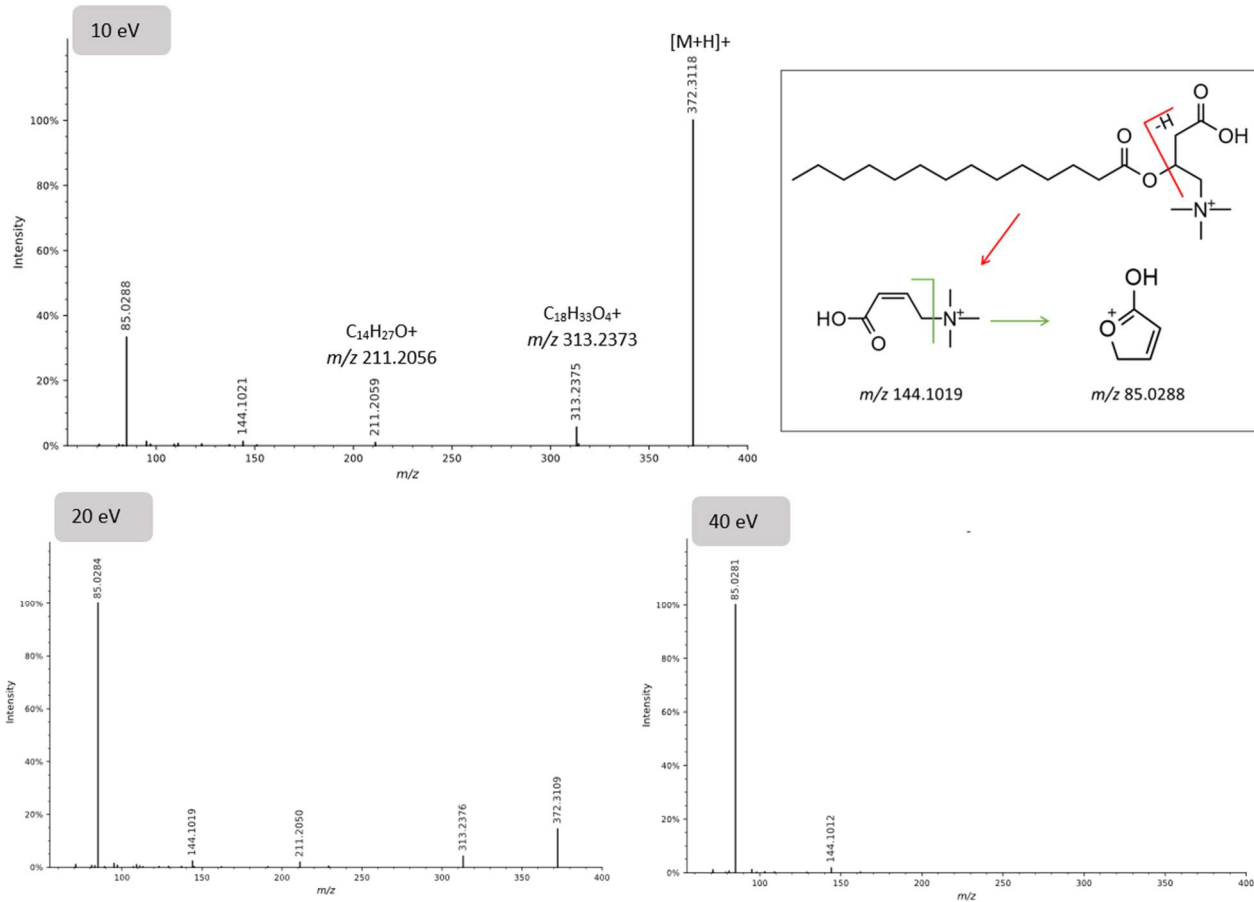 10 eV
[M+H]+
372.3118
100%
80%
60%
40%
20%
0%
Intensity
85.0288
144.1021
C₁₄H₂₇O+
m/z 211.2056
211.2059
C₁₈H₃₃O₄+
m/z 313.2373
313.2375
100
150
200
250
300
350
400
m/z
O
OH
-H
O
O
N+
HO
O
N+
m/z 144.1019
OH
O+
m/z 85.0288
20 eV
100%
80%
60%
40%
20%
0%
Intensity
85.0284
144.1019
211.2050
313.2376
372.3109
100
150
200
250
300
350
400
m/z
40 eV
-
100%
80%
60%
40%
20%
0%
Intensity
85.0281
144.1012
100
150
200
250
300
350
400
m/z